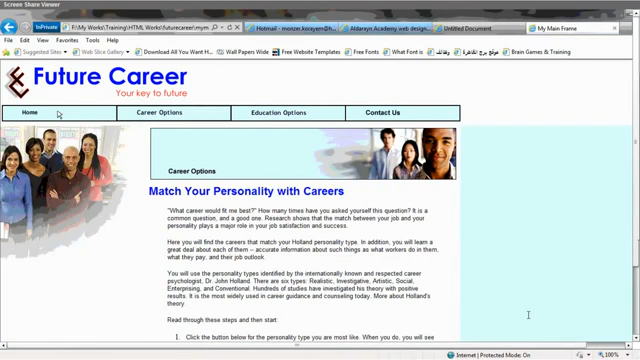 Screen Share Viewer
InPrivate
F:\My Works\Training\HTML Works\futurecareer\mym
Hotmail - monzer.korayem@
Aldarayn Academy web design
Untitled Document
My Main Frame
File Edit View Favorites Tools Help
Suggested Sites
Web Slice Gallery
Download All You Want
Wall Papers Wide
Free HTML Co
What Font is
وظائف
موقع برج القاهرة
Brain Games & Training
Future Career
Your key to future
Home
Career Options
Education Options
Contact Us
Career Options
Match Your Personality with Careers
"What career would fit me best?" How many times have you asked yourself this question? It is a
common question, and a good one. Research shows that the match between your job and your
personality plays a major role in your job satisfaction and success.
Here you will find the careers that match your Holland personality type. In addition, you will learn a
great deal about each of them -- accurate information about such things as what workers do in them,
what they pay, and their job outlook.
You will use the personality types identified by the internationally known and respected career
psychologist, Dr. John Holland. There are six types: Realistic, Investigative, Artistic, Social,
Enterprising, and Conventional. Hundreds of studies have investigated his theory with positive
results. It is the most widely used in career guidance and counseling today. More about Holland's
theory
Read through these steps and then start:
1. Click the button below for the personality type you are most like. When you do, you will see
Internet | Protected Mode: On
100%